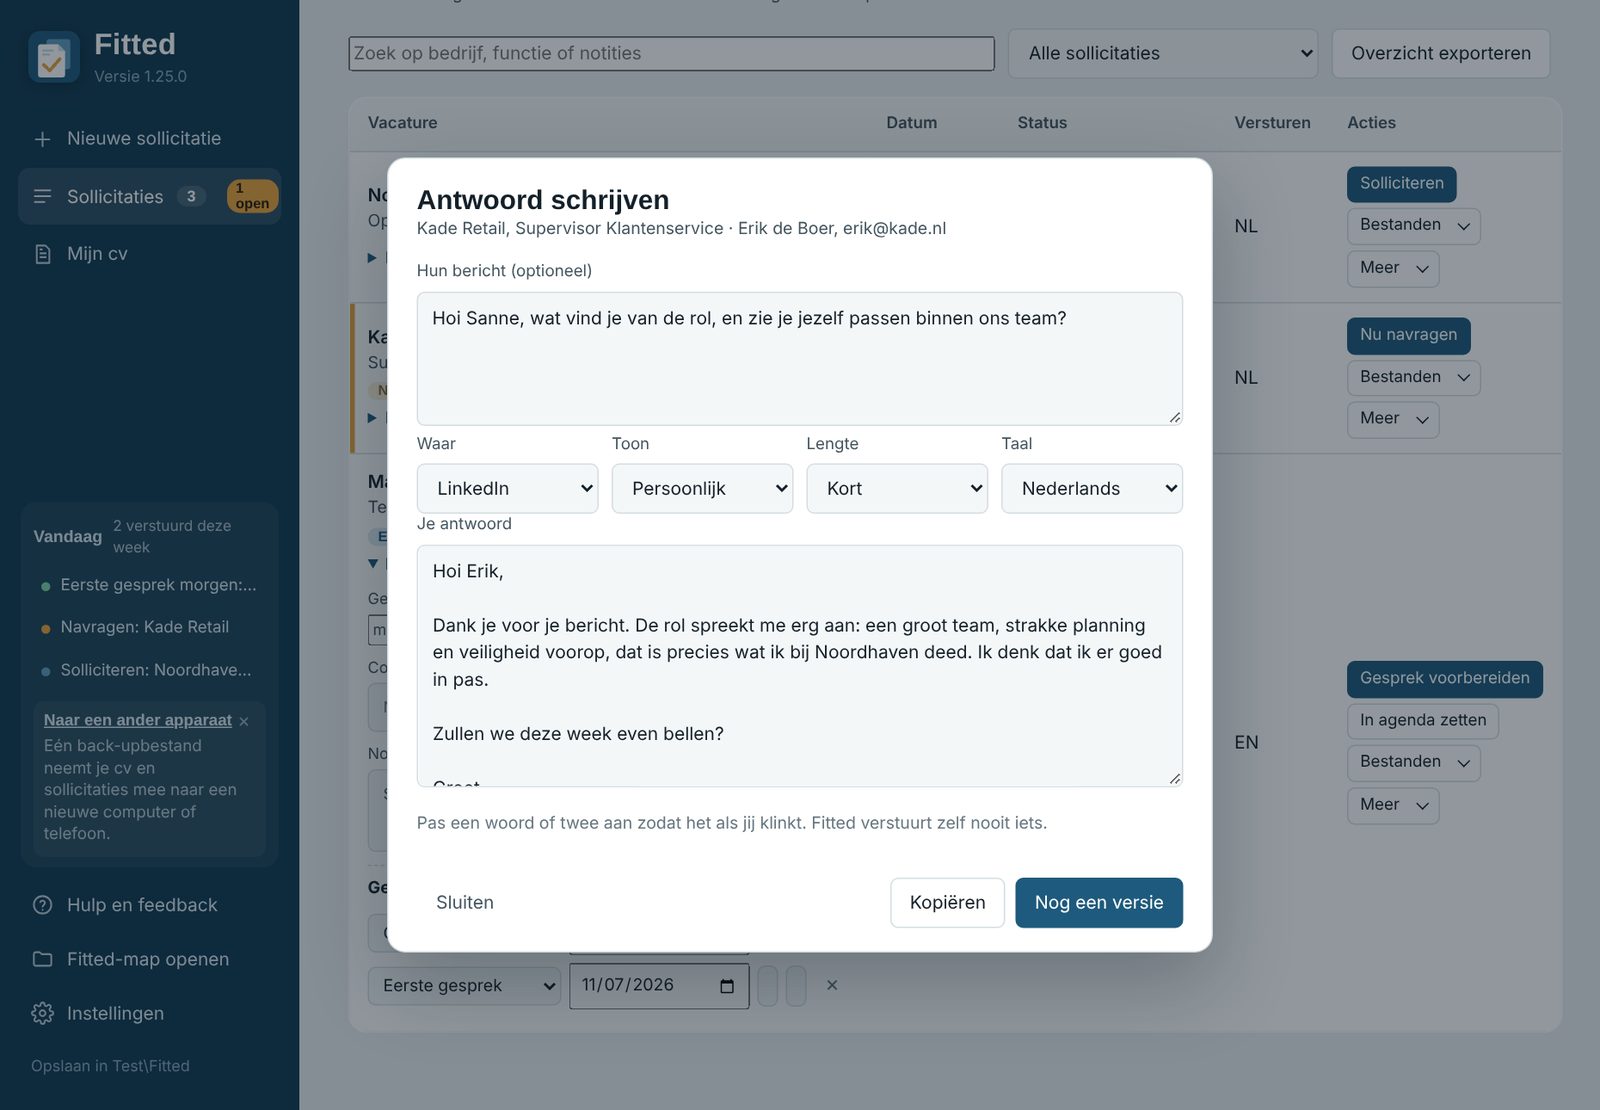 Fitted
Versie 1.25.0
Nieuwe sollicitatie
Sollicitaties 3 1 open
Mijn cv
Vandaag 2 verstuurd deze week
Eerste gesprek morgen:...
Navragen: Kade Retail
Solliciteren: Noordhave...
Naar een ander apparaat ×
Eén back-upbestand
neemt je cv en
sollicitaties mee naar een
nieuwe computer of
telefoon.
Hulp en feedback
Fitted-map openen
Instellingen
Opslaan in Test\Fitted
Zoek op bedrijf, functie of notities
Alle sollicitaties
Overzicht exporteren
Vacature Datum Status Versturen Acties
NL
Solliciteren
Bestanden
Meer
NL
Nu navragen
Bestanden
Meer
EN
Gesprek voorbereiden
In agenda zetten
Bestanden
Meer
Antwoord schrijven
Kade Retail, Supervisor Klantenservice · Erik de Boer, erik@kade.nl
Hun bericht (optioneel)
Hoi Sanne, wat vind je van de rol, en zie je jezelf passen binnen ons team?
Waar Toon Lengte Taal
LinkedIn Persoonlijk Kort Nederlands
Je antwoord
Hoi Erik,
Dank je voor je bericht. De rol spreekt me erg aan: een groot team, strakke planning
en veiligheid voorop, dat is precies wat ik bij Noordhaven deed. Ik denk dat ik er goed
in pas.
Zullen we deze week even bellen?
Pas een woord of twee aan zodat het als jij klinkt. Fitted verstuurt zelf nooit iets.
Sluiten Kopiëren Nog een versie
Eerste gesprek 11/07/2026 ×